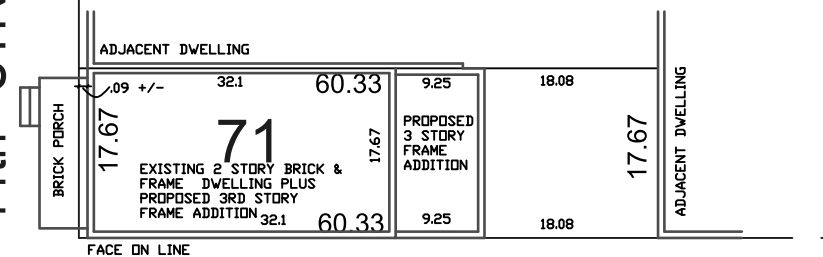 ADJACENT DWELLING
.09 +/-
32.1
60.33
9.25
18.08
BRICK PORCH
17.67
71
17.67
PROPOSED
3 STORY
FRAME
ADDITION
17.67
ADJACENT DWELLING
EXISTING 2 STORY BRICK &
FRAME DWELLING PLUS
PROPOSED 3RD STORY
FRAME ADDITION
32.1
60.33
9.25
18.08
FACE ON LINE